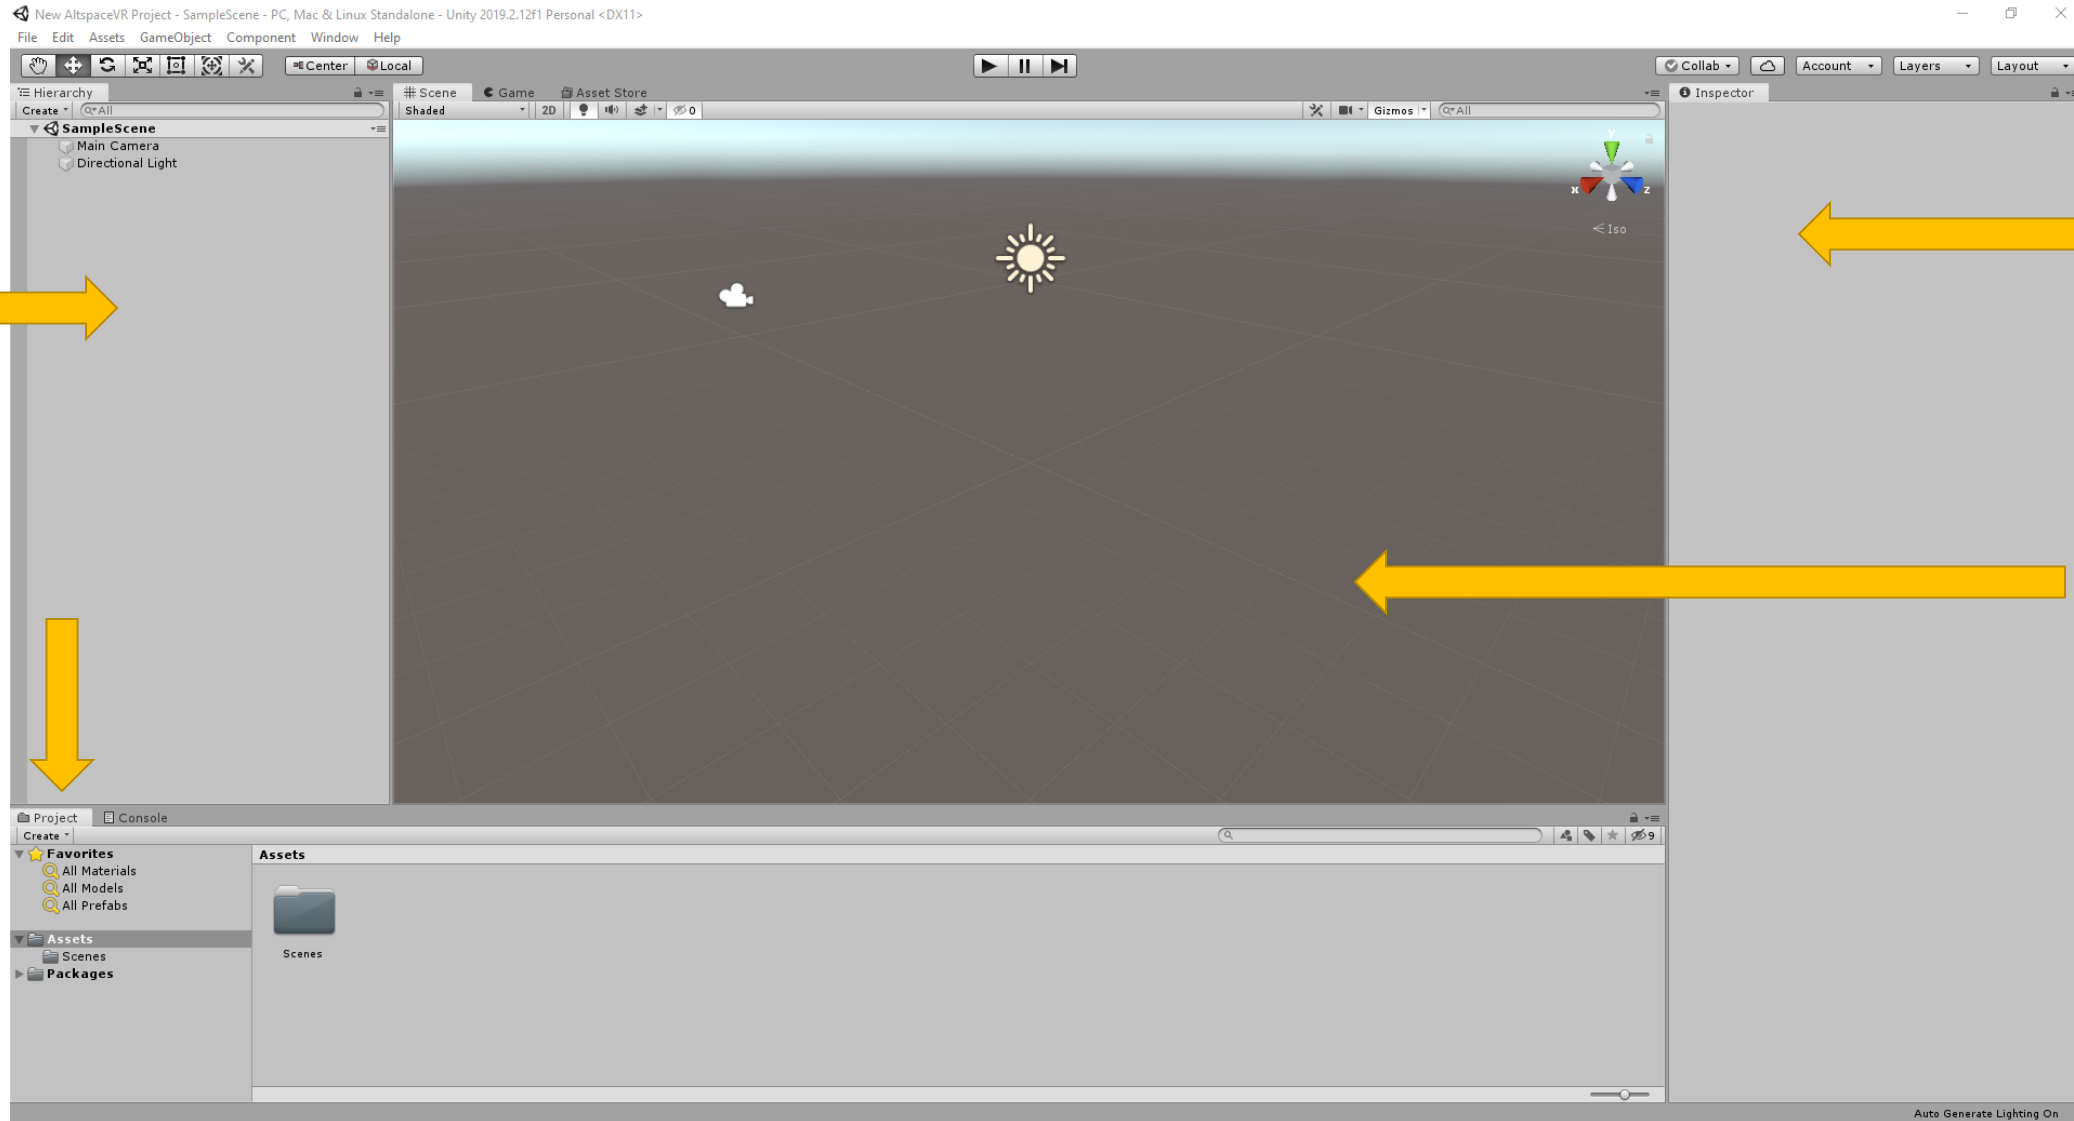 New AltspaceVR Project - SampleScene - PC, Mac & Linux Standalone - Unity 2019.2.12f1 Personal <DX11>
File Edit Assets GameObject Component Window Help
Center Local
Collab Account Layers Layout
Hierarchy
Scene Game Asset Store
Inspector
Create All
Shaded 2D 0 Gizmos All
SampleScene
Main Camera
Directional Light
y
x z
Iso
Project Console
Create
9
Favorites
All Materials
All Models
All Prefabs
Assets
Scenes
Packages
Assets
Scenes
Auto Generate Lighting On